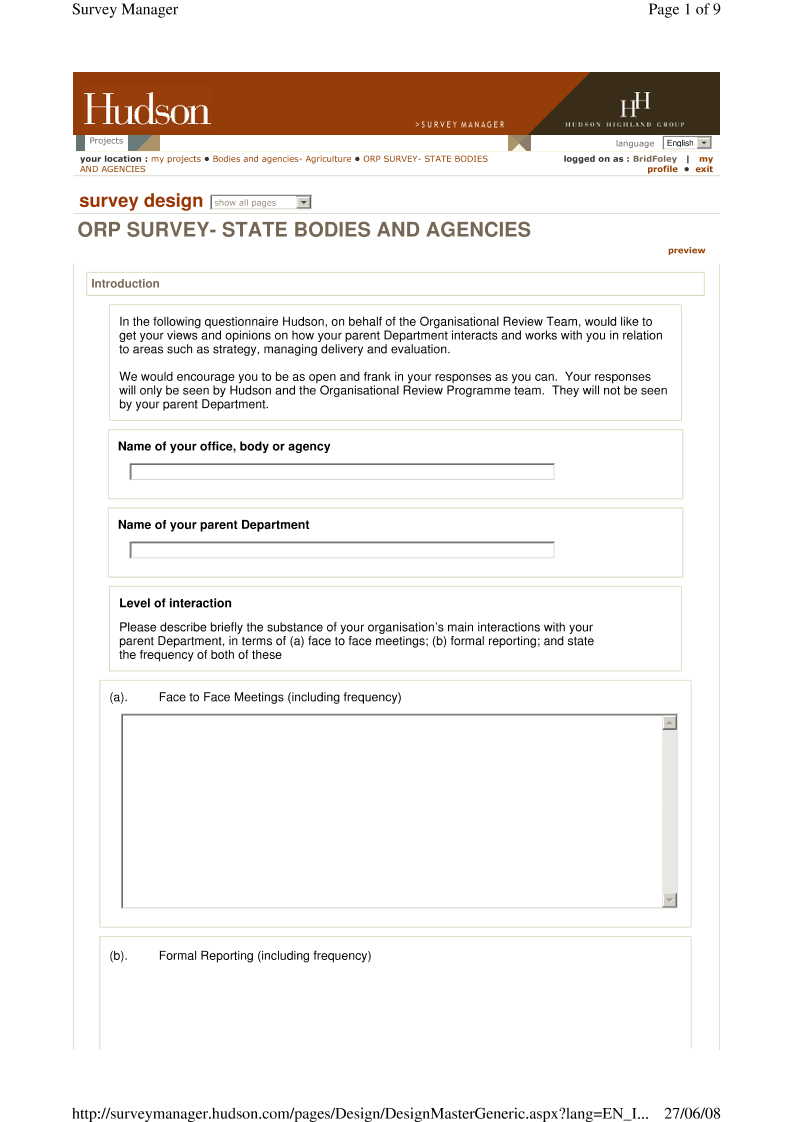 Survey Manager
Page 1 of 9
Hudson
>SURVEY MANAGER
HH
HUDSON HIGHLAND GROUP
Projects
language English
your location : my projects ● Bodies and agencies- Agriculture ● ORP SURVEY- STATE BODIES
AND AGENCIES
logged on as : BridFoley | my
profile ● exit
survey design show all pages
ORP SURVEY- STATE BODIES AND AGENCIES
preview
Introduction
In the following questionnaire Hudson, on behalf of the Organisational Review Team, would like to
get your views and opinions on how your parent Department interacts and works with you in relation
to areas such as strategy, managing delivery and evaluation.
We would encourage you to be as open and frank in your responses as you can. Your responses
will only be seen by Hudson and the Organisational Review Programme team. They will not be seen
by your parent Department.
Name of your office, body or agency
Name of your parent Department
Level of interaction
Please describe briefly the substance of your organisation's main interactions with your
parent Department, in terms of (a) face to face meetings; (b) formal reporting; and state
the frequency of both of these
(a). Face to Face Meetings (including frequency)
(b). Formal Reporting (including frequency)
http://surveymanager.hudson.com/pages/Design/DesignMasterGeneric.aspx?lang=EN_I... 27/06/08